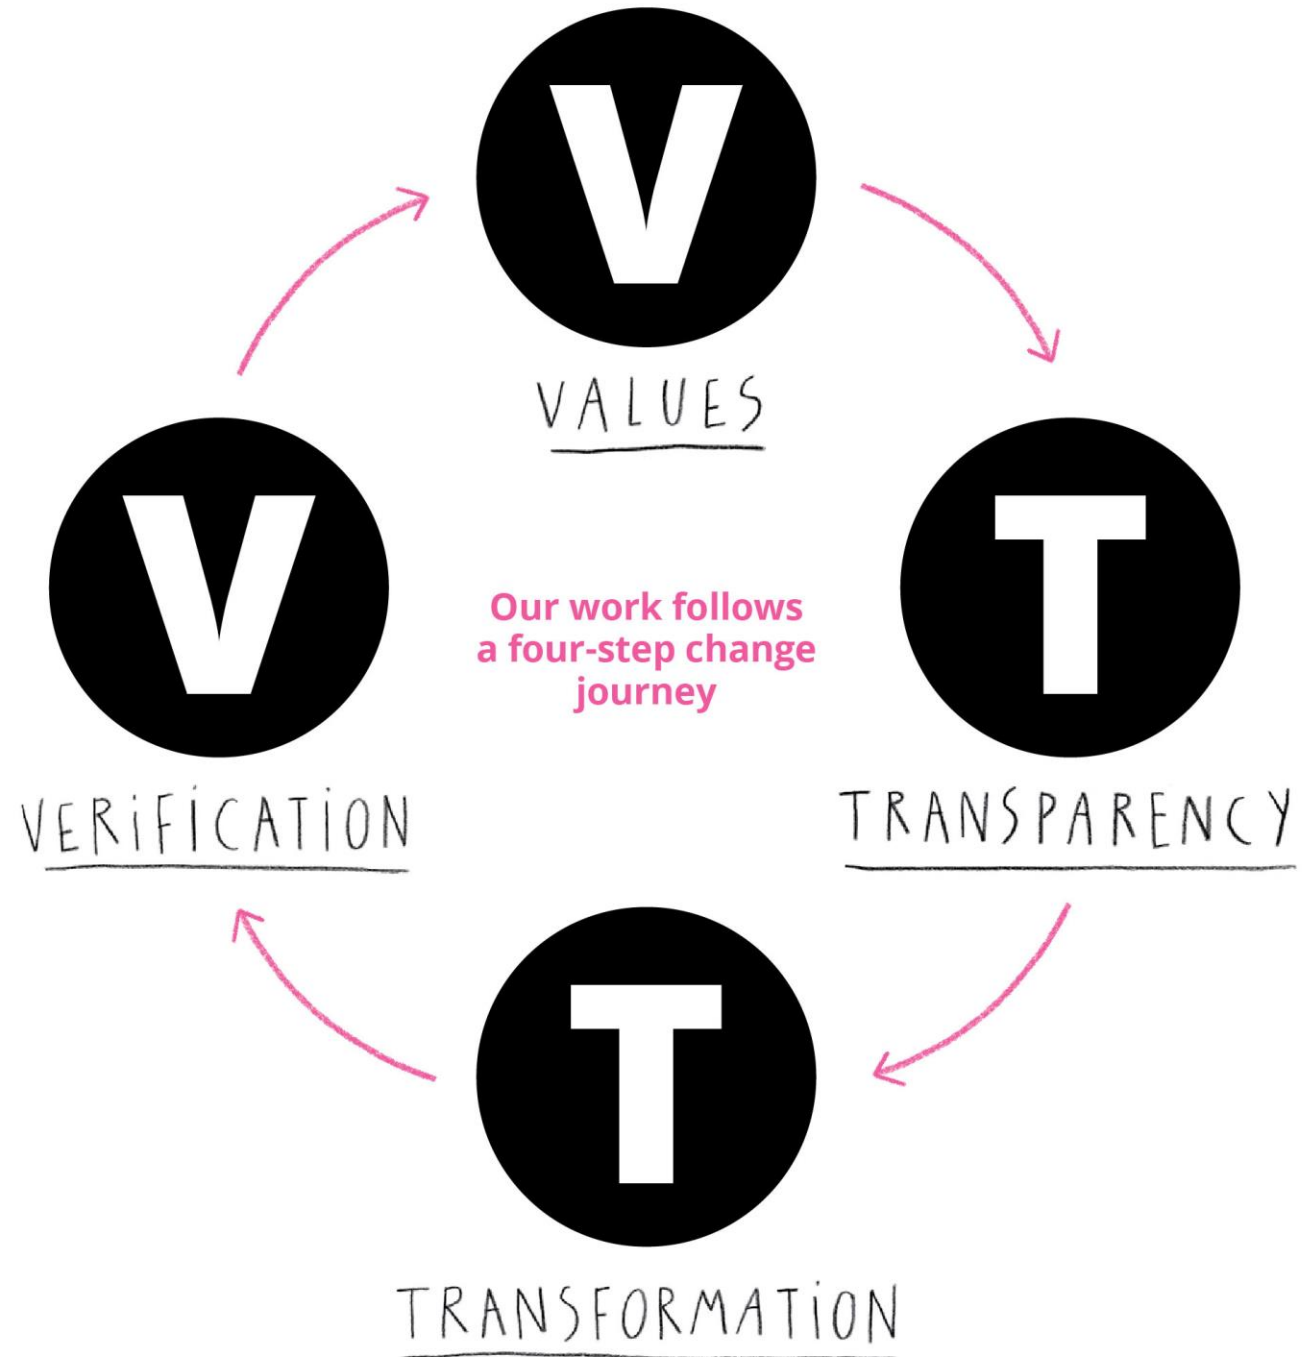 V
VALUES
V
T
Our work follows
a four-step change
journey
VERiFiCATiON
TRANSPARENCY
T
TRANSFORMATiON